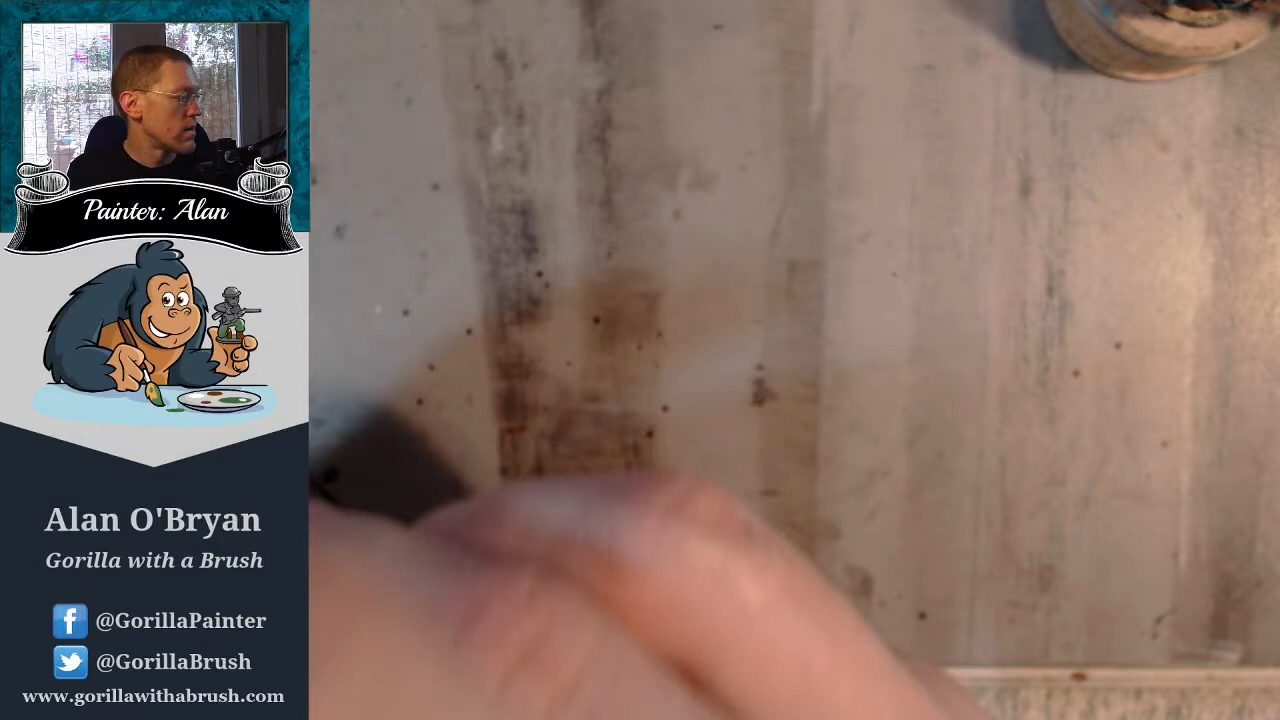 Painter: Alan
Alan O'Bryan
Gorilla with a Brush
@GorillaPainter
@GorillaBrush
www.gorillawithabrush.com